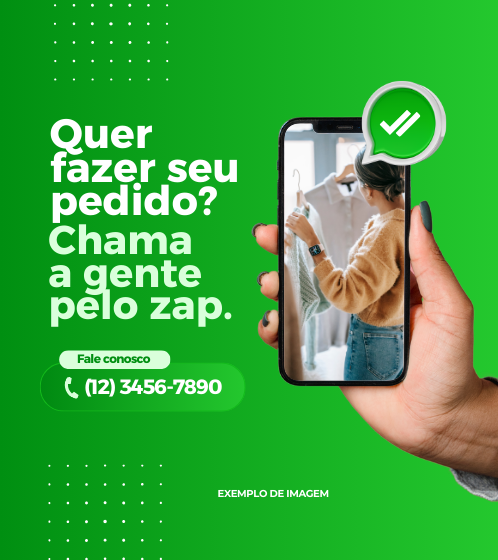 Quer
fazer seu
pedido?
Chama
a gente
pelo zap.
Fale conosco
(12) 3456-7890
EXEMPLO DE IMAGEM